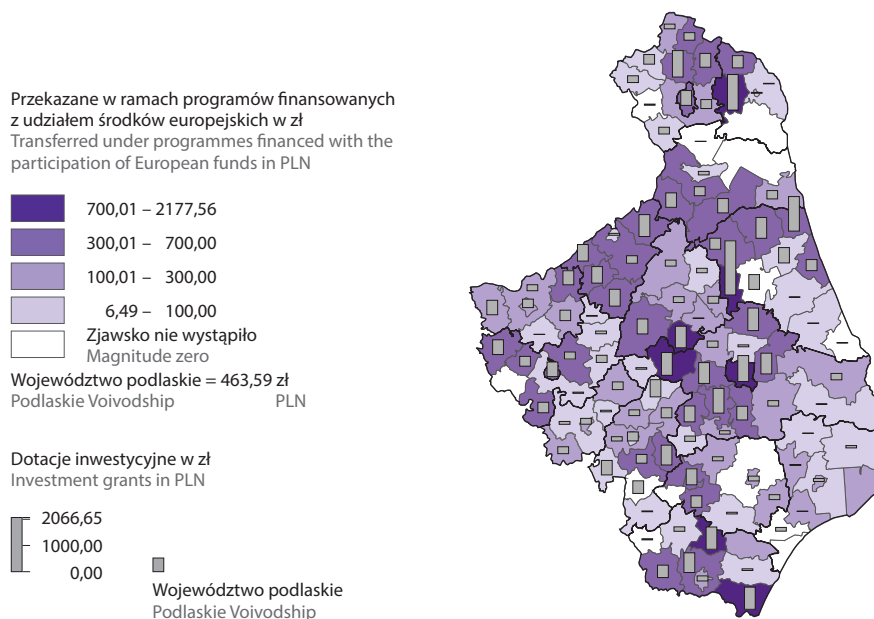 Przekazane w ramach programów finansowanych
z udziałem środków europejskich w zł
Transferred under programmes financed with the
participation of European funds in PLN
700,01 – 2177,56
300,01 – 700,00
100,01 – 300,00
6,49 – 100,00
Zjawsko nie wystąpiło
Magnitude zero
Województwo podlaskie = 463,59 zł
Podlaskie Voivodship PLN
Dotacje inwestycyjne w zł
Investment grants in PLN
2066,65
1000,00
0,00
Województwo podlaskie
Podlaskie Voivodship